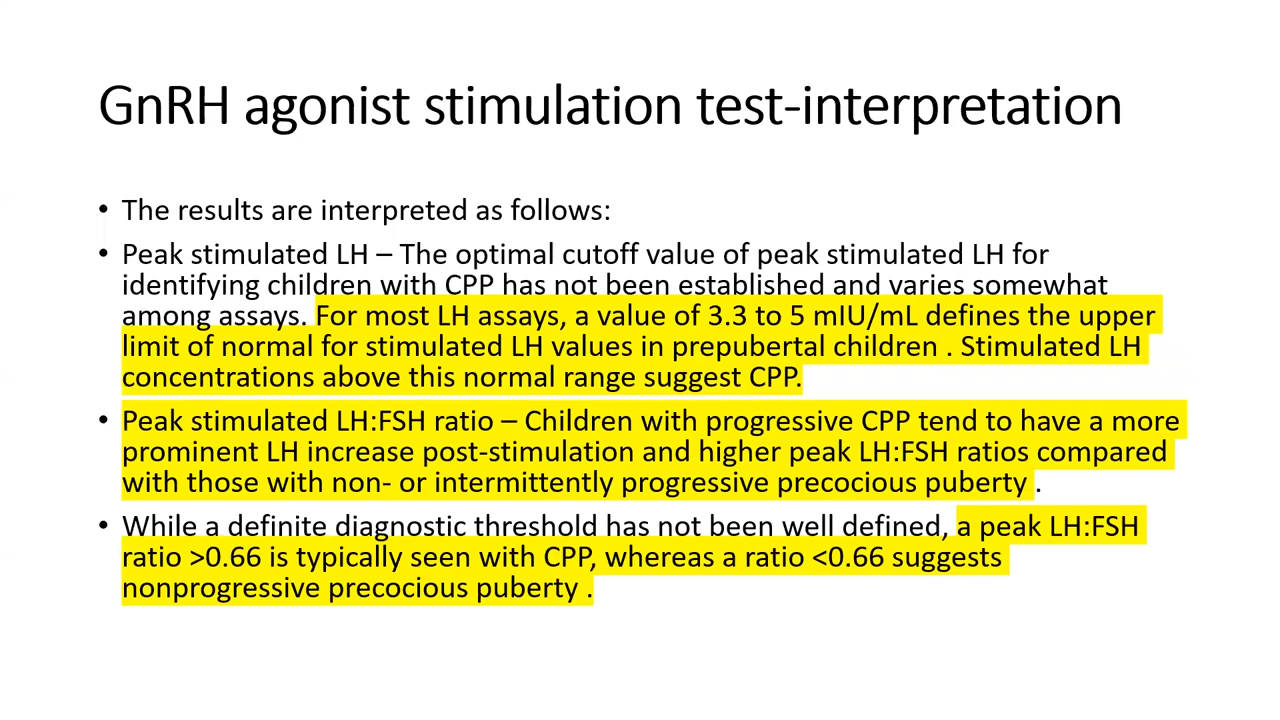 GnRH agonist stimulation test-interpretation
• The results are interpreted as follows:
• Peak stimulated LH – The optimal cutoff value of peak stimulated LH for
identifying children with CPP has not been established and varies somewhat
among assays. For most LH assays, a value of 3.3 to 5 mIU/mL defines the upper
limit of normal for stimulated LH values in prepubertal children . Stimulated LH
concentrations above this normal range suggest CPP.
• Peak stimulated LH:FSH ratio – Children with progressive CPP tend to have a more
prominent LH increase post-stimulation and higher peak LH:FSH ratios compared
with those with non- or intermittently progressive precocious puberty .
• While a definite diagnostic threshold has not been well defined, a peak LH:FSH
ratio >0.66 is typically seen with CPP, whereas a ratio <0.66 suggests
nonprogressive precocious puberty .